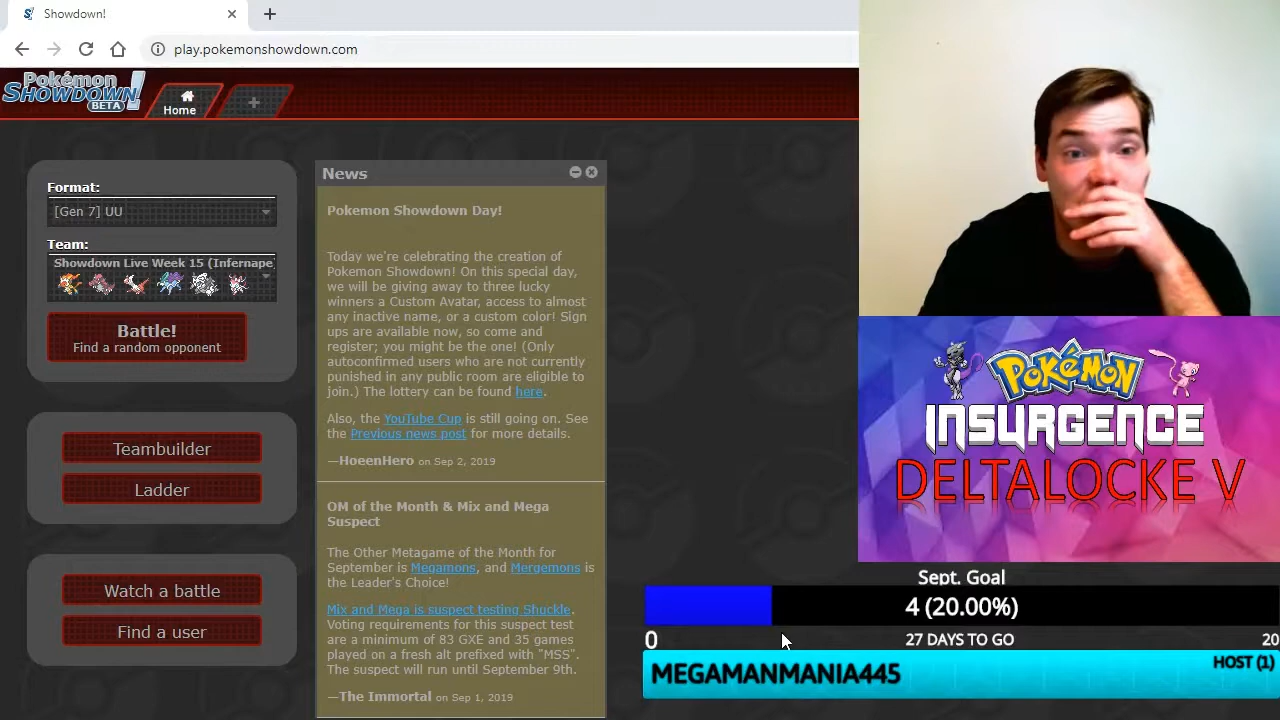 Showdown!
play.pokemonshowdown.com
Pokémon
SHOWDOWN!
BETA
Home
Format:
[Gen 7] UU
Team:
Showdown Live Week 15 (Infernape
Battle!
Find a random opponent
Teambuilder
Ladder
Watch a battle
Find a user
News
Pokemon Showdown Day!
Today we're celebrating the creation of
Pokemon Showdown! On this special day,
we will be giving away to three lucky
winners a Custom Avatar, access to almost
any inactive name, or a custom color! Sign
ups are available now, so come and
register; you might be the one! (Only
autoconfirmed users who are not currently
punished in any public room are eligible to
join.) The lottery can be found here.
Also, the YouTube Cup is still going on. See
the Previous news post for more details.
—HoeenHero on Sep 2, 2019
OM of the Month & Mix and Mega
Suspect
The Other Metagame of the Month for
September is Megamons, and Mergemons is
the Leader's Choice!
Mix and Mega is suspect testing Shuckle.
Voting requirements for this suspect test
are a minimum of 83 GXE and 35 games
played on a fresh alt prefixed with "MSS".
The suspect will run until September 9th.
—The Immortal on Sep 1, 2019
POKéMON
INSURGENCE
DELTALOCKE V
Sept. Goal
4 (20.00%)
0 27 DAYS TO GO 20
MEGAMANMANIA445 HOST (1)